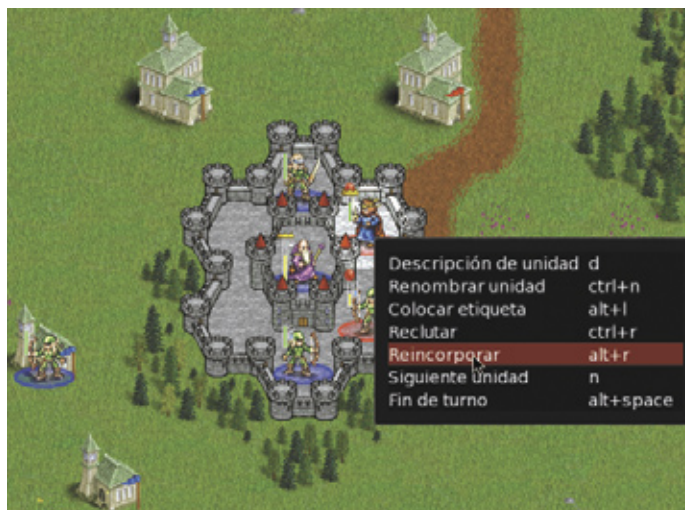 Descripción de unidad d
Renombrar unidad ctrl+n
Colocar etiqueta alt+l
Reclutar ctrl+r
Reincorporar alt+r
Siguiente unidad n
Fin de turno alt+space